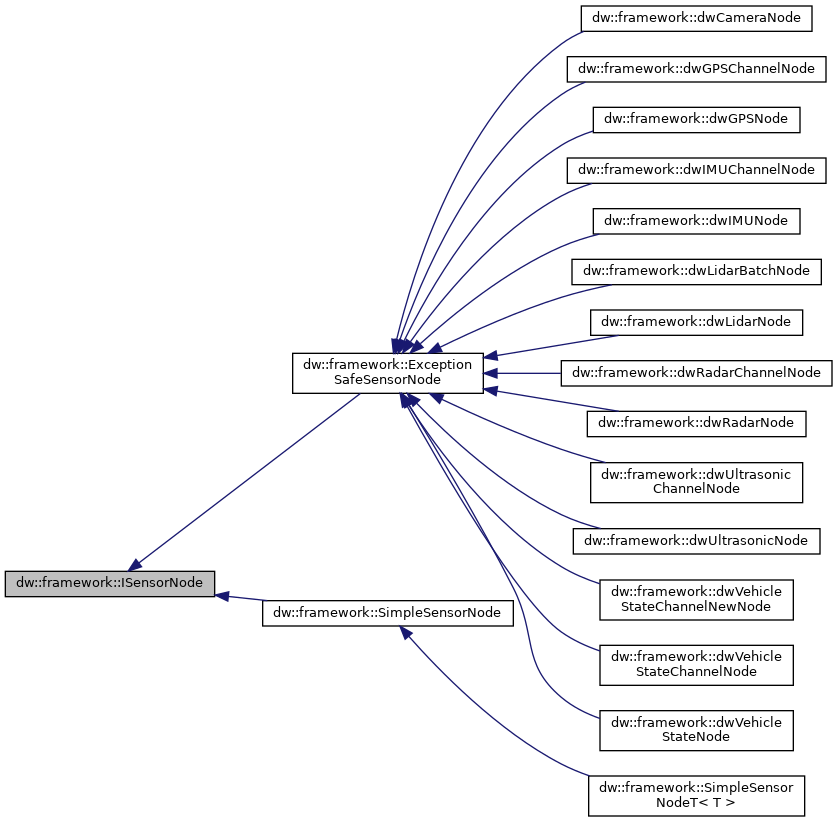 dw::framework::dwCameraNode
dw::framework::dwGPSChannelNode
dw::framework::dwGPSNode
dw::framework::dwIMUChannelNode
dw::framework::dwIMUNode
dw::framework::dwLidarBatchNode
dw::framework::dwLidarNode
dw::framework::Exception
SafeSensorNode
dw::framework::dwRadarChannelNode
dw::framework::dwRadarNode
dw::framework::dwUltrasonic
ChannelNode
dw::framework::dwUltrasonicNode
dw::framework::ISensorNode
dw::framework::dwVehicle
StateChannelNewNode
dw::framework::SimpleSensorNode
dw::framework::dwVehicle
StateChannelNode
dw::framework::dwVehicle
StateNode
dw::framework::SimpleSensor
NodeT< T >